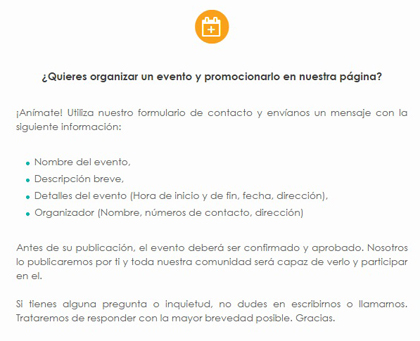 ¿Quieres organizar un evento y promocionarlo en nuestra página?
¡Anímate! Utiliza nuestro formulario de contacto y envíanos un mensaje con la
siguiente información:
Nombre del evento,
Descripción breve,
Detalles del evento (Hora de inicio y de fin, fecha, dirección),
Organizador (Nombre, números de contacto, dirección)
Antes de su publicación, el evento deberá ser confirmado y aprobado. Nosotros
lo publicaremos por ti y toda nuestra comunidad será capaz de verlo y participar
en el.
Si tienes alguna pregunta o inquietud, no dudes en escribirnos o llamarnos.
Trataremos de responder con la mayor brevedad posible. Gracias.